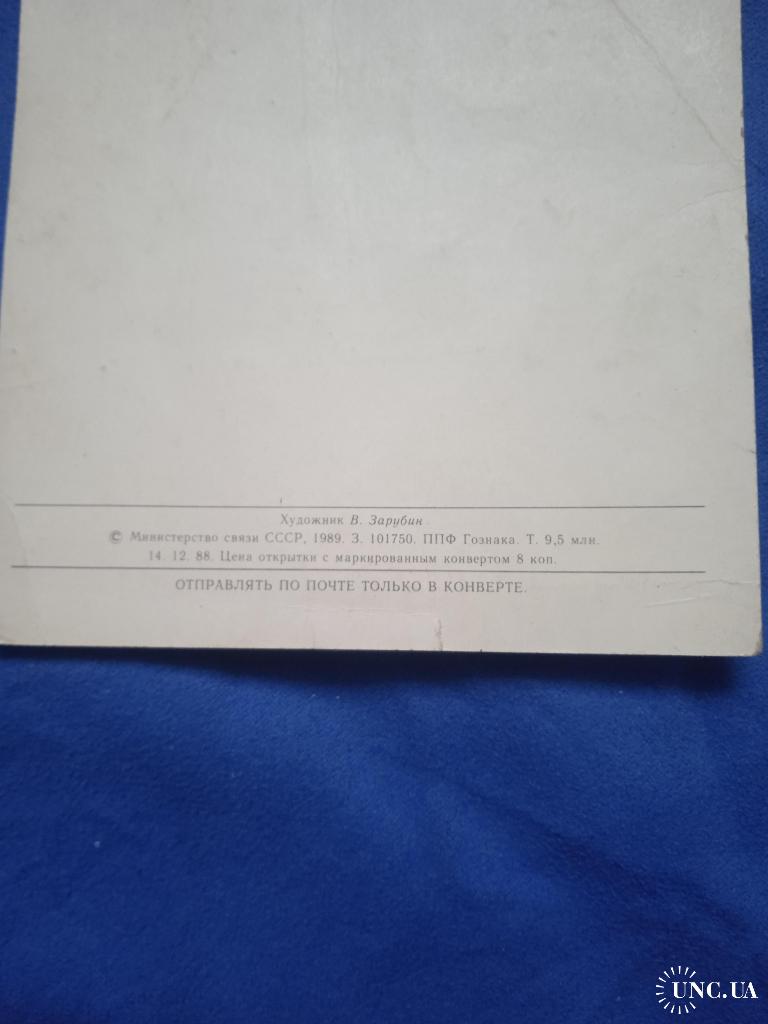 Художник В. Зарубин
© Министерство связи СССР, 1989. З. 101750. ППФ Гознака. Т. 9,5 млн.
14. 12. 88. Цена открытки с маркированным конвертом 8 коп.
ОТПРАВЛЯТЬ ПО ПОЧТЕ ТОЛЬКО В КОНВЕРТЕ.
UNC.UA